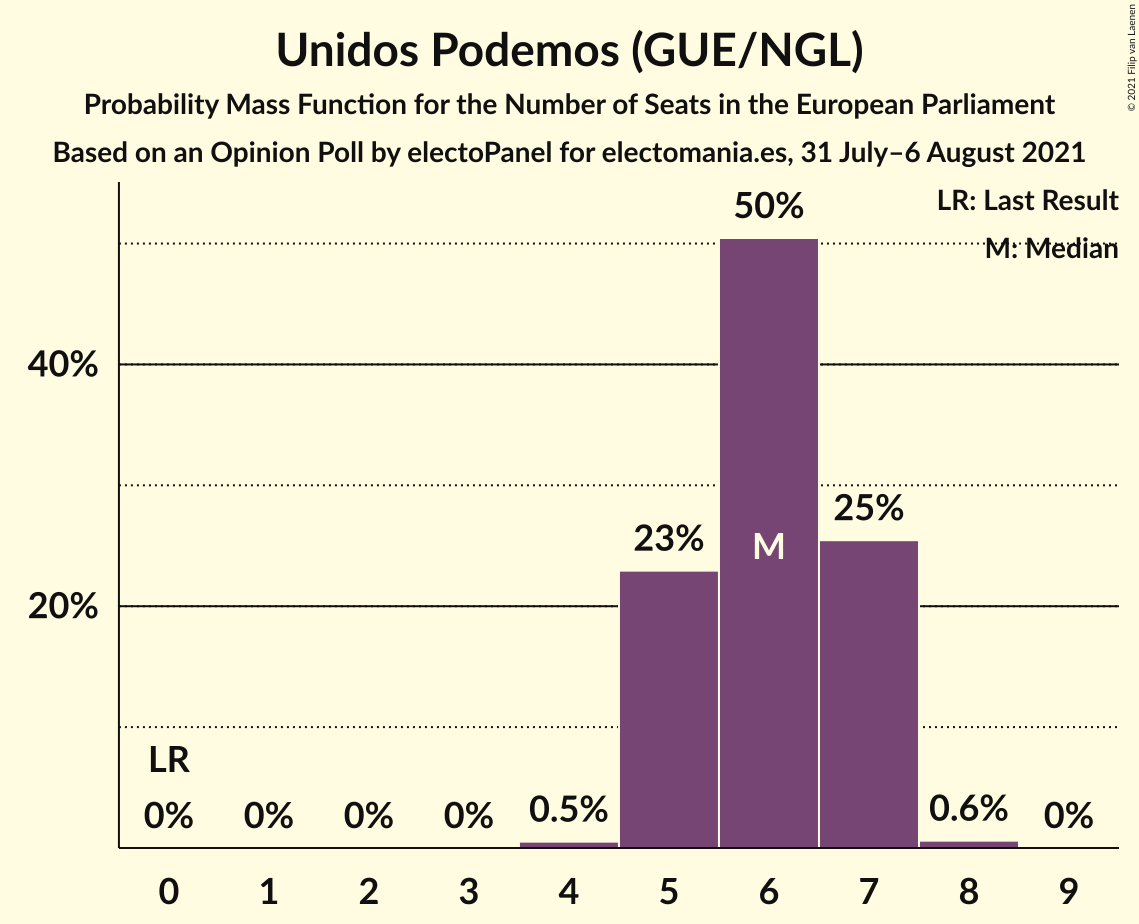 Unidos Podemos (GUE/NGL)
Probability Mass Function for the Number of Seats in the European Parliament
Based on an Opinion Poll by electoPanel for electomania.es, 31 July–6 August 2021
© 2021 Filip van Laenen
LR: Last Result
M: Median
50%
40%
25%
23%
M
20%
LR
0%
0%
0%
0%
0.5%
0.6%
0%
0
1
2
3
4
5
6
7
8
9